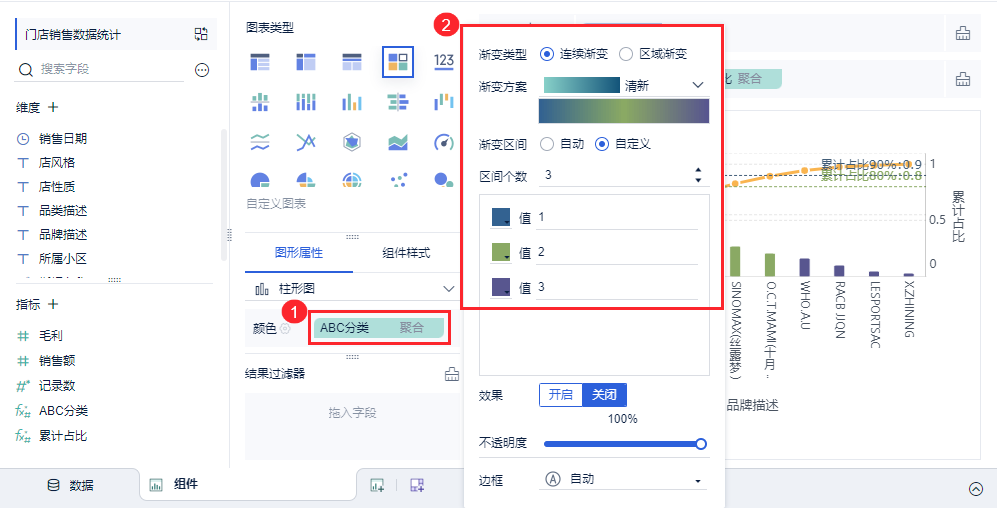 门店销售数据统计
搜索字段
维度 +
销售日期
店风格
店性质
品类描述
品牌描述
所属小区
指标 +
毛利
销售额
记录数
ABC分类
累计占比
图表类型
123
自定义图表
图形属性
组件样式
柱形图
1
颜色
ABC分类
聚合
结果过滤器
拖入字段
2
渐变类型
连续渐变
区域渐变
渐变方案
清新
渐变区间
自动
自定义
区间个数
3
值 1
值 2
值 3
效果
开启
关闭
100%
不透明度
边框
自动
比 聚合
累计占比90%:0.9
累计占比80%:0.8
1
0.5
0
累计占比
SINOMAX(丝露梦)
O.C.T.MAMI(十月...
WHO.A.U
RACB JJQN
LESPORTSAC
X.ZHINING
品牌描述
数据
组件